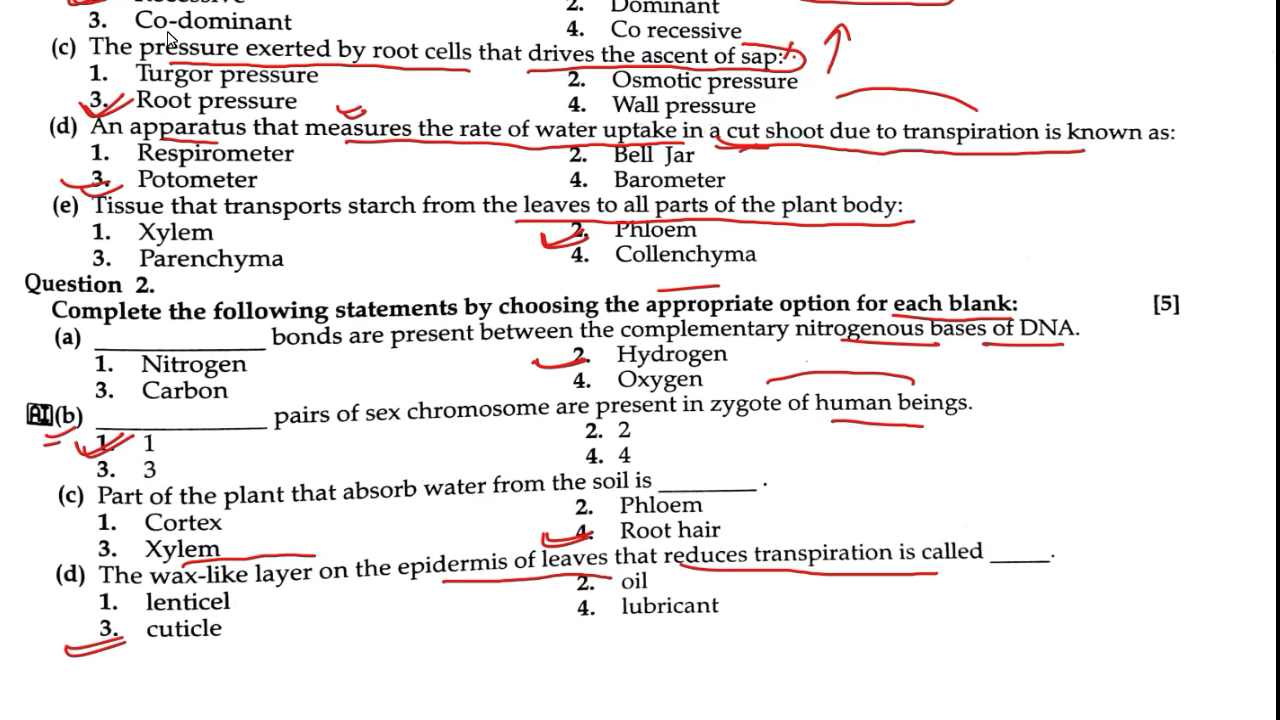 Recessive 2. Dominant
3. Co-dominant 4. Co recessive
(c) The pressure exerted by root cells that drives the ascent of sap:
1. Turgor pressure 2. Osmotic pressure
3. Root pressure 4. Wall pressure
(d) An apparatus that measures the rate of water uptake in a cut shoot due to transpiration is known as:
1. Respirometer 2. Bell Jar
3. Potometer 4. Barometer
(e) Tissue that transports starch from the leaves to all parts of the plant body:
1. Xylem 2. Phloem
3. Parenchyma 4. Collenchyma
Question 2.
Complete the following statements by choosing the appropriate option for each blank: [5]
(a) ____________ bonds are present between the complementary nitrogenous bases of DNA.
1. Nitrogen 2. Hydrogen
3. Carbon 4. Oxygen
AI (b) ____________ pairs of sex chromosome are present in zygote of human beings.
1. 1 2. 2
3. 3 4. 4
(c) Part of the plant that absorb water from the soil is _______ .
1. Cortex 2. Phloem
3. Xylem 4. Root hair
(d) The wax-like layer on the epidermis of leaves that reduces transpiration is called ____.
1. lenticel 2. oil
3. cuticle 4. lubricant